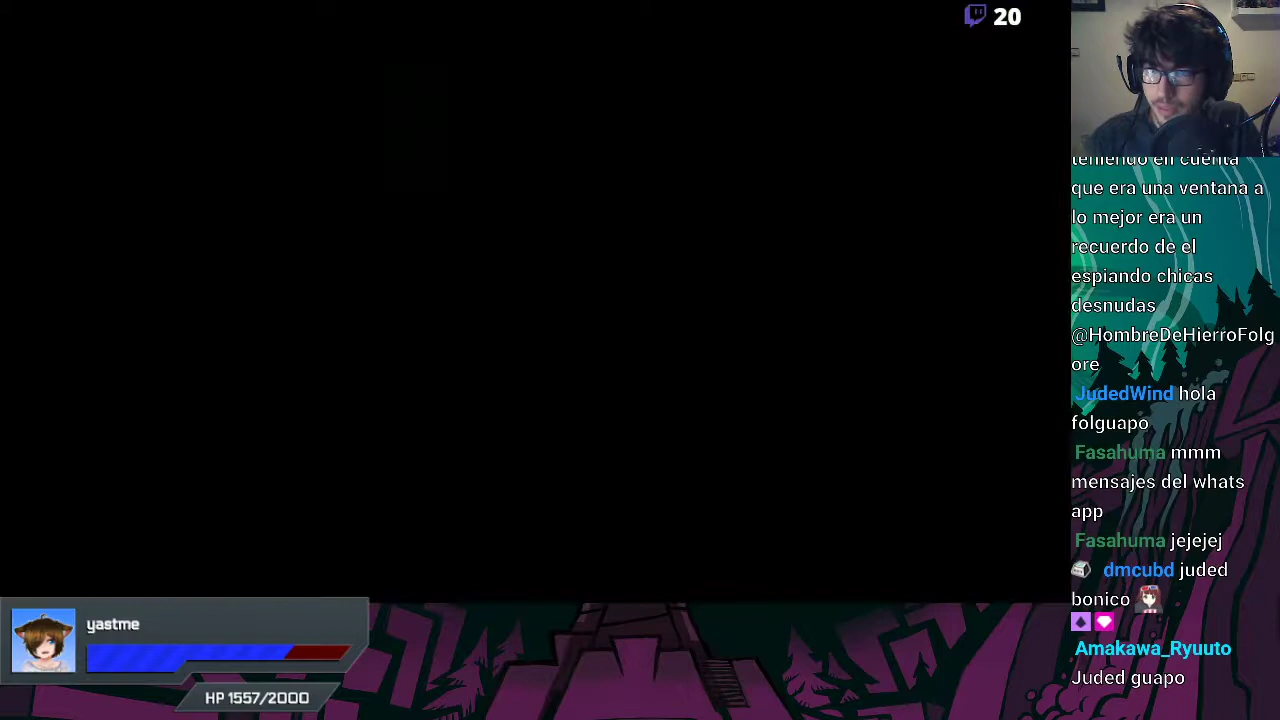 20
teniendo en cuenta
que era una ventana a
lo mejor era un
recuerdo de el
espiando chicas
desnudas
@HombreDeHierroFolg
ore
JudedWind hola
folguapo
Fasahuma mmm
mensajes del whats
app
Fasahuma jejejej
dmcubd juded
bonico
Amakawa_Ryuuto
Juded guapo
yastme
HP 1557/2000